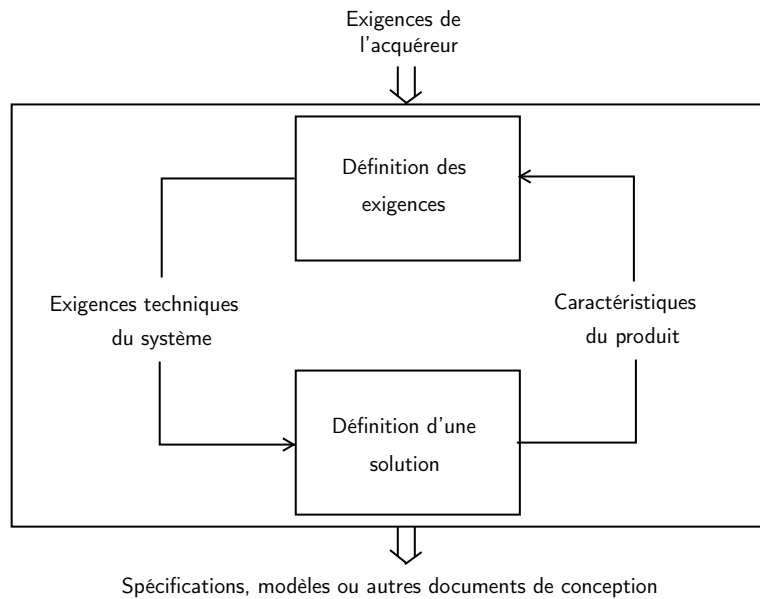 Exigences de
l'acquéreur
Définition des
exigences
Exigences techniques
du système
Caractéristiques
du produit
Définition d'une
solution
Spécifications, modèles ou autres documents de conception